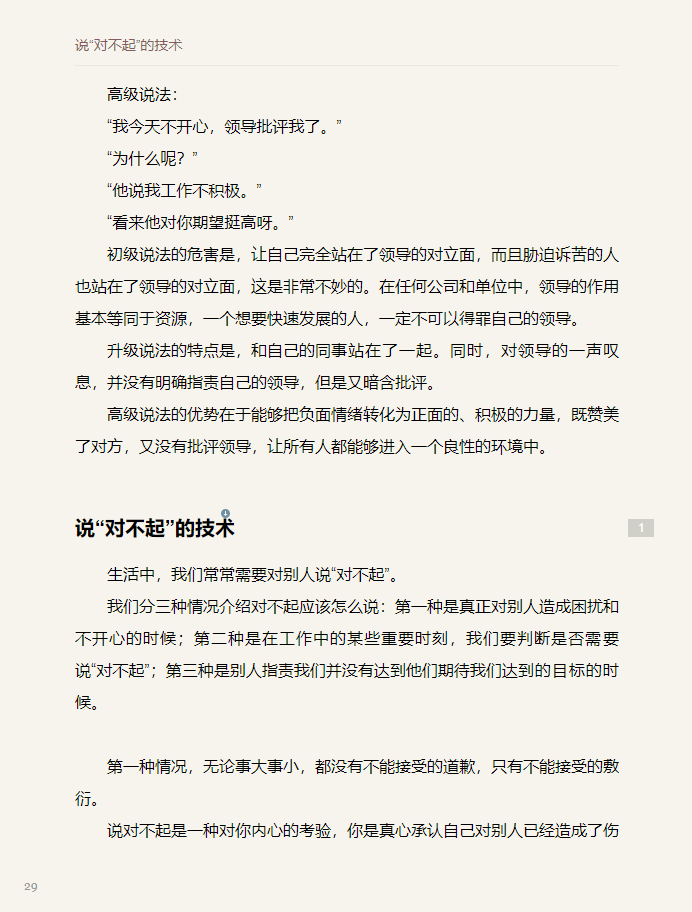 说“对不起”的技术
高级说法：
“我今天不开心，领导批评我了。”
“为什么呢？”
“他说我工作不积极。”
“看来他对你期望挺高呀。”
初级说法的危害是，让自己完全站在了领导的对立面，而且胁迫诉苦的人
也站在了领导的对立面，这是非常不妙的。在任何公司和单位中，领导的作用
基本等同于资源，一个想要快速发展的人，一定不可以得罪自己的领导。
升级说法的特点是，和自己的同事站在了一起。同时，对领导的一声叹
息，并没有明确指责自己的领导，但是又暗含批评。
高级说法的优势在于能够把负面情绪转化为正面的、积极的力量，既赞美
了对方，又没有批评领导，让所有人都能够进入一个良性的环境中。
说“对不起”的技术
1
生活中，我们常常需要对别人说“对不起”。
我们分三种情况介绍对不起应该怎么说：第一种是真正对别人造成困扰和
不开心的时候；第二种是在工作中的某些重要时刻，我们要判断是否需要
说“对不起”；第三种是别人指责我们并没有达到他们期待我们达到的目标的时
候。
第一种情况，无论事大事小，都没有不能接受的道歉，只有不能接受的敷
衍。
说对不起是一种对你内心的考验，你是真心承认自己对别人已经造成了伤
29